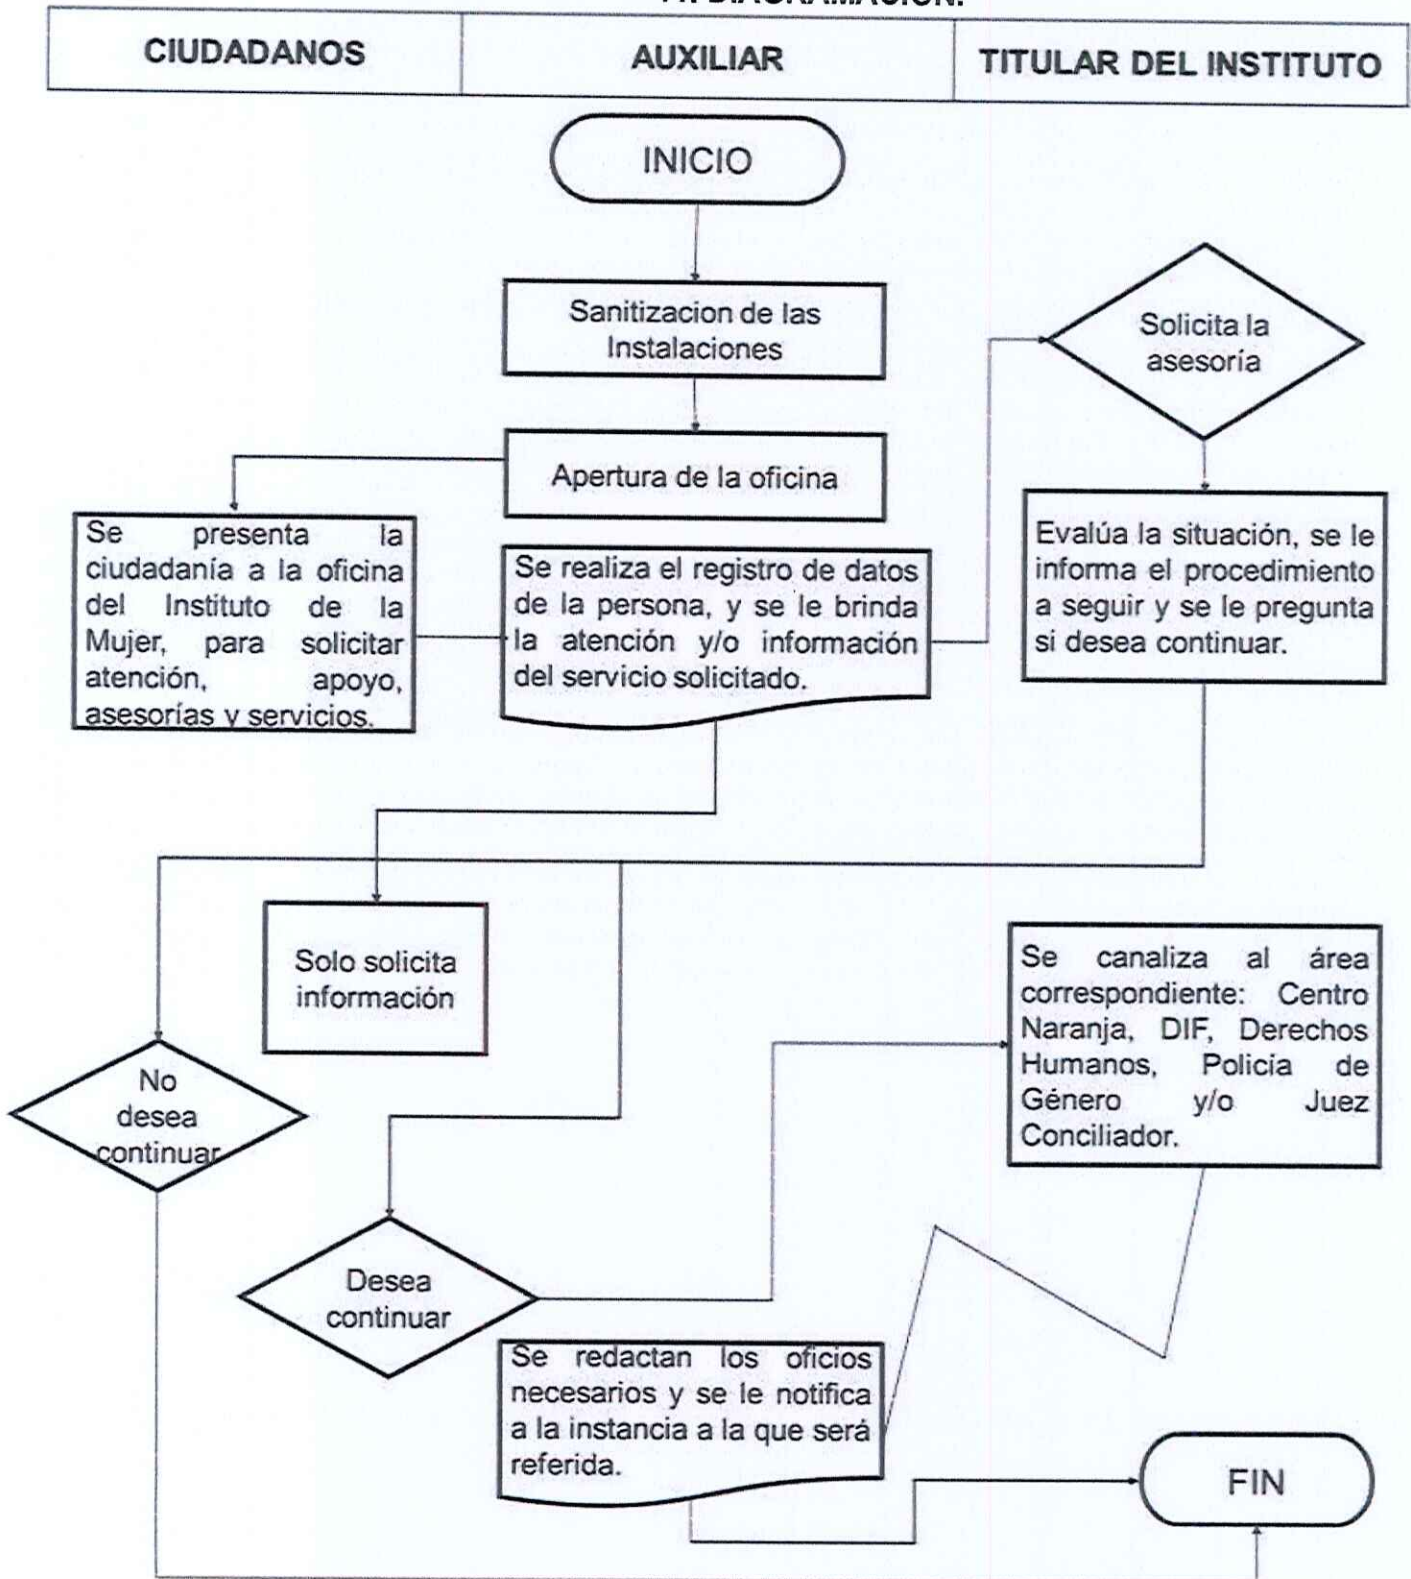 DIAGRAMACIÓN.
CIUDADANOS
AUXILIAR
TITULAR DEL INSTITUTO
INICIO
Sanitizacion de las
Instalaciones
Solicita la
asesoría
Apertura de la oficina
Se presenta la
ciudadanía a la oficina
del Instituto de la
Mujer, para solicitar
atención, apoyo,
asesorías y servicios.
Se realiza el registro de datos
de la persona, y se le brinda
la atención y/o información
del servicio solicitado.
Evalúa la situación, se le
informa el procedimiento
a seguir y se le pregunta
si desea continuar.
Solo solicita
información
No
desea
continuar
Desea
continuar
Se canaliza al área
correspondiente: Centro
Naranja, DIF, Derechos
Humanos, Policía de
Género y/o Juez
Conciliador.
Se redactan los oficios
necesarios y se le notifica
a la instancia a la que será
referida.
FIN